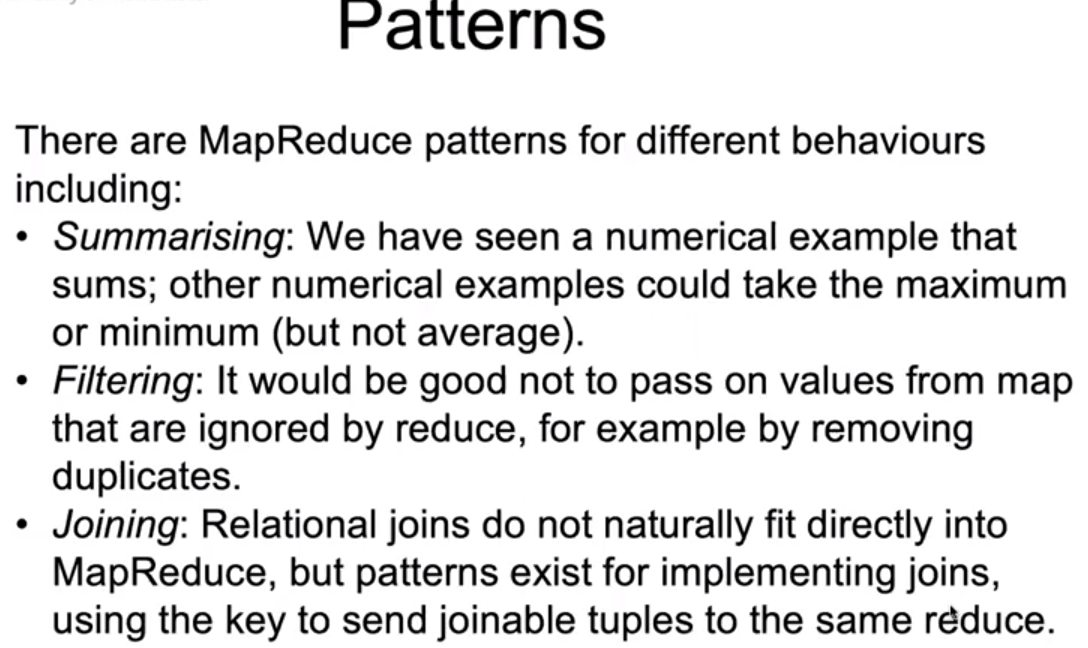 Patterns
There are MapReduce patterns for different behaviours
including:
• Summarising: We have seen a numerical example that
sums; other numerical examples could take the maximum
or minimum (but not average).
• Filtering: It would be good not to pass on values from map
that are ignored by reduce, for example by removing
duplicates.
• Joining: Relational joins do not naturally fit directly into
MapReduce, but patterns exist for implementing joins,
using the key to send joinable tuples to the same reduce.